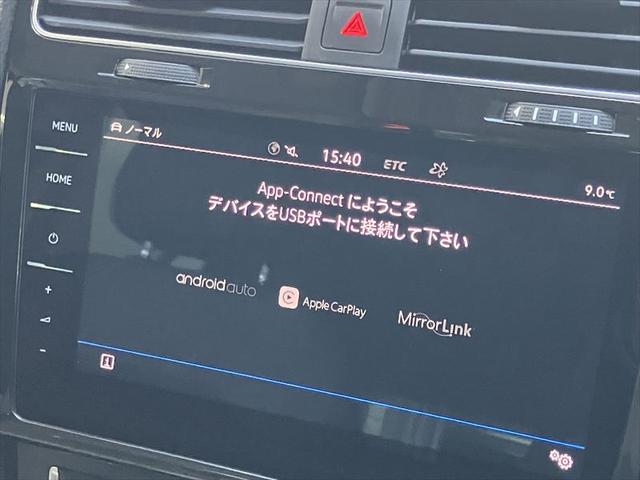 MENU
HOME
ノーマル
15:40
ETC
9.0℃
App-Connect にようこそ
デバイスをUSBポートに接続して下さい
androidauto
Apple CarPlay
MirrorLink
+
-